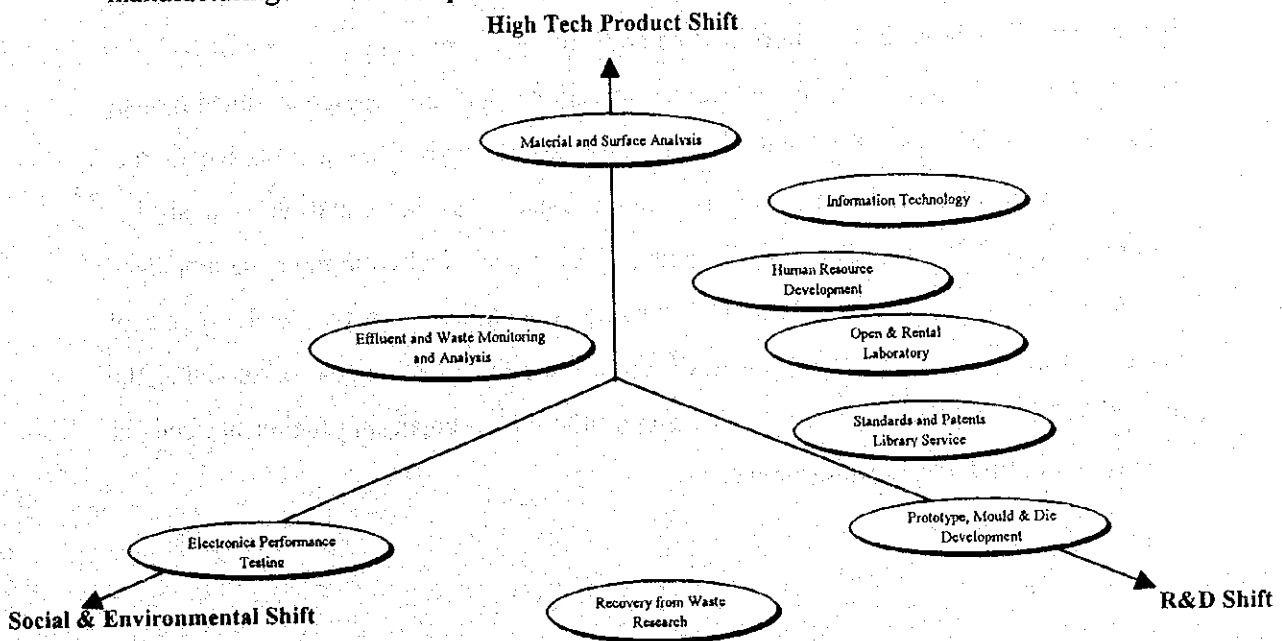 High Tech Product Shift
Material and Surface Analysis
Information Technology
Human Resource
Development
Effluent and Waste Monitoring
and Analysis
Open & Rental
Laboratory
Standards and Patents
Library Service
Prototype, Mould & Die
Development
Electronics Performance
Testing
R&D Shift
Social & Environmental Shift
Recovery from Waste
Research